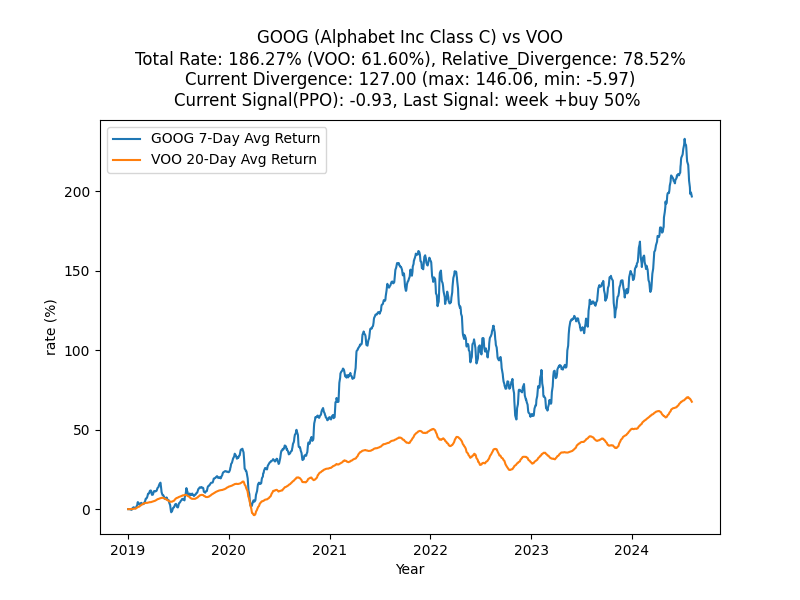 GOOG (Alphabet Inc Class C) vs VOO
Total Rate: 186.27% (VOO: 61.60%), Relative_Divergence: 78.52%
Current Divergence: 127.00 (max: 146.06, min: -5.97)
Current Signal(PPO): -0.93, Last Signal: week +buy 50%
GOOG 7-Day Avg Return
VOO 20-Day Avg Return
200
150
100
50
0
rate (%)
2019
2020
2021
2022
2023
2024
Year